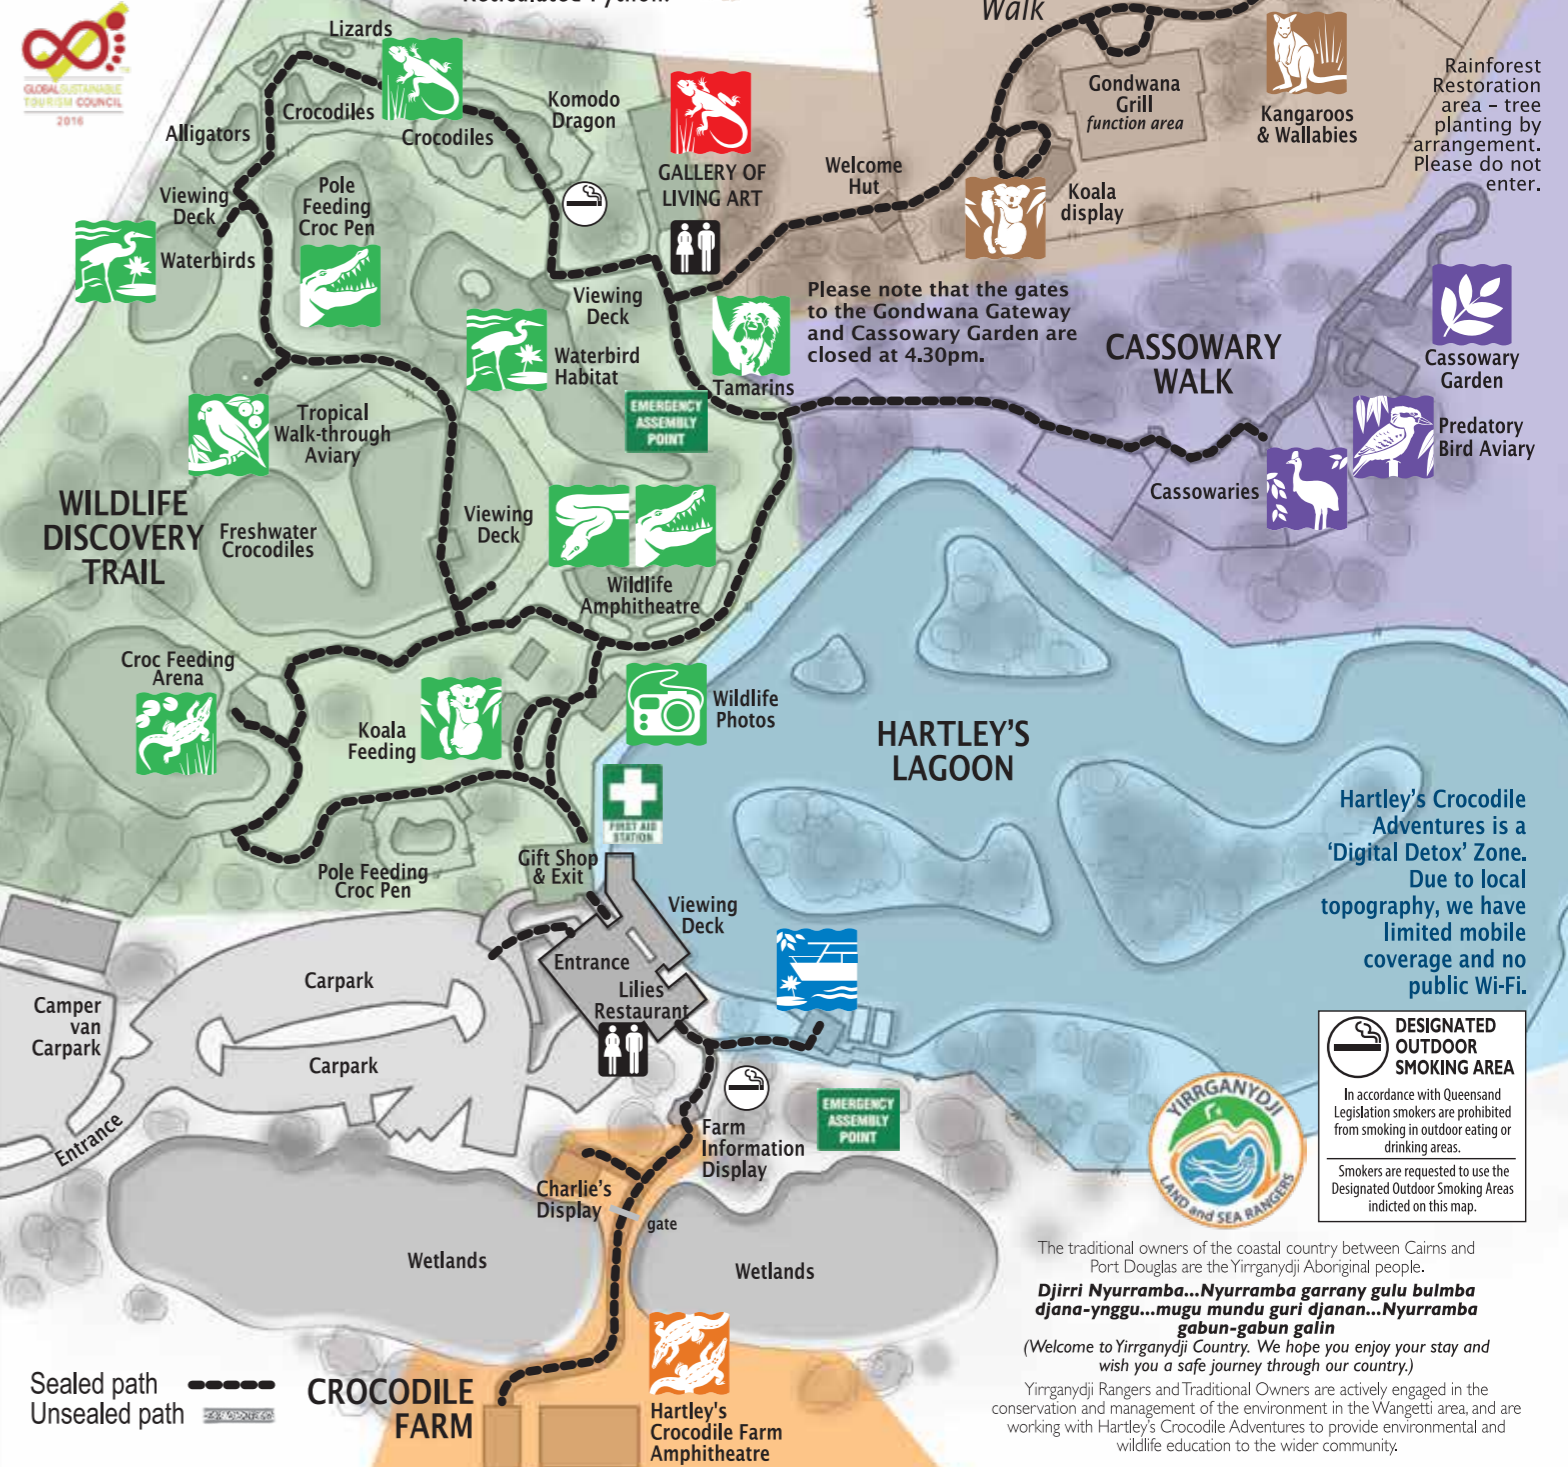 Walk
GLOBAL SUSTAINABLE
TOURISM COUNCIL
2016
Lizards
Crocodiles
Alligators
Crocodiles
Komodo
Dragon
GALLERY OF
LIVING ART
Gondwana
Grill
function area
Kangaroos
& Wallabies
Rainforest
Restoration
area – tree
planting by
arrangement.
Please do not
enter.
Welcome
Hut
Koala
display
Viewing
Deck
Pole
Feeding
Croc Pen
Waterbirds
Viewing
Deck
Waterbird
Habitat
Tamarins
Please note that the gates
to the Gondwana Gateway
and Cassowary Garden are
closed at 4.30pm.
CASSOWARY
WALK
Cassowary
Garden
Predatory
Bird Aviary
Cassowaries
EMERGENCY
ASSEMBLY
POINT
Tropical
Walk-through
Aviary
WILDLIFE
DISCOVERY
TRAIL
Freshwater
Crocodiles
Viewing
Deck
Wildlife
Amphitheatre
Croc Feeding
Arena
Koala
Feeding
Wildlife
Photos
HARTLEY'S
LAGOON
FIRST AID
STATION
Pole Feeding
Croc Pen
Gift Shop
& Exit
Viewing
Deck
Hartley's Crocodile
Adventures is a
‘Digital Detox’ Zone.
Due to local
topography, we have
limited mobile
coverage and no
public Wi-Fi.
Entrance
Lilies
Restaurant
Carpark
Camper
van
Carpark
Carpark
Entrance
DESIGNATED
OUTDOOR
SMOKING AREA
In accordance with Queensand
Legislation smokers are prohibited
from smoking in outdoor eating or
drinking areas.
Smokers are requested to use the
Designated Outdoor Smoking Areas
indicted on this map.
EMERGENCY
ASSEMBLY
POINT
Farm
Information
Display
YIRRGANYDJI
LAND and SEA RANGERS
Charlie's
Display
gate
Wetlands
Wetlands
The traditional owners of the coastal country between Cairns and
Port Douglas are the Yirrganydji Aboriginal people.
Djirri Nyurramba...Nyurramba garrany gulu bulmba
djana-ynggu...mugu mundu guri djanan...Nyurramba
gabun-gabun galin
(Welcome to Yirrganydji Country. We hope you enjoy your stay and
wish you a safe journey through our country.)
Yirrganydji Rangers and Traditional Owners are actively engaged in the
conservation and management of the environment in the Wangetti area, and are
working with Hartley's Crocodile Adventures to provide environmental and
wildlife education to the wider community.
Sealed path
Unsealed path
CROCODILE
FARM
Hartley's
Crocodile Farm
Amphitheatre